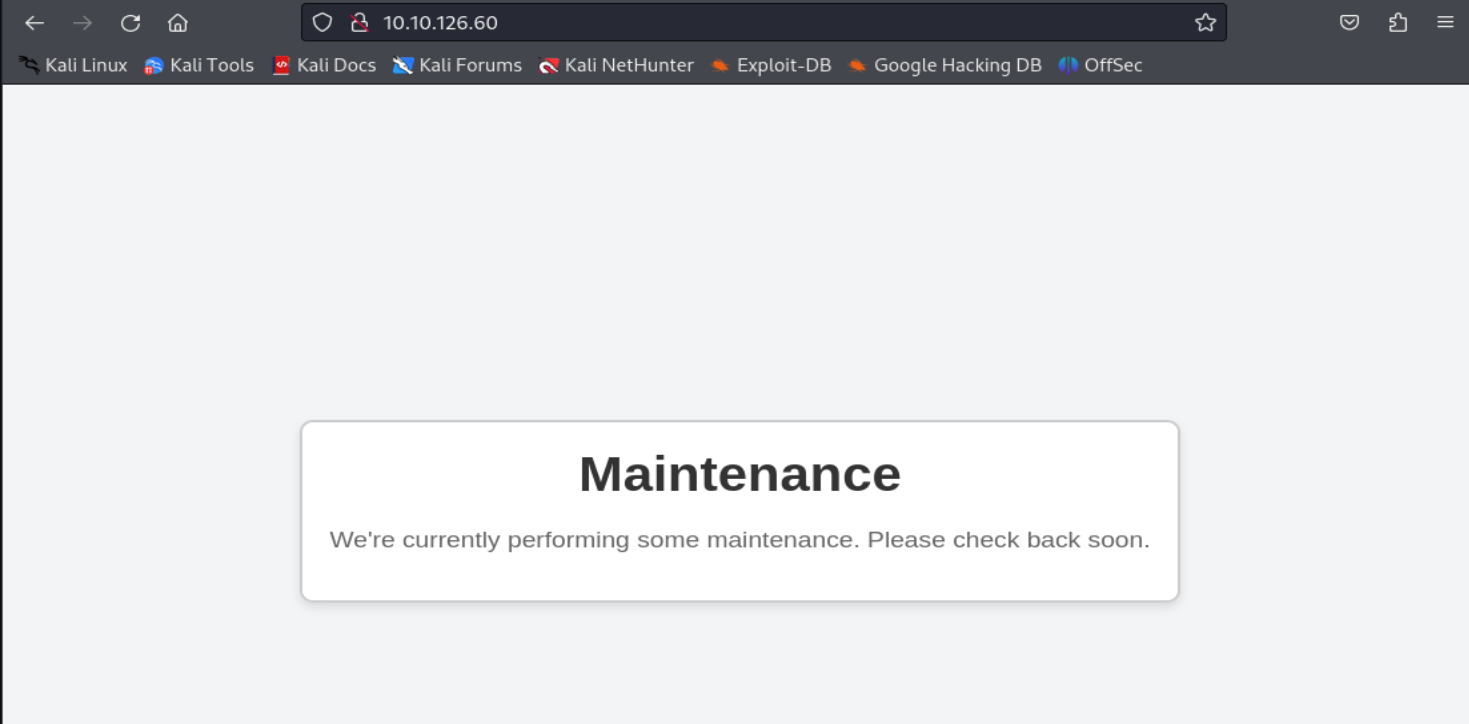 10.10.126.60
Kali Linux Kali Tools Kali Docs Kali Forums Kali NetHunter Exploit-DB Google Hacking DB OffSec
Maintenance
We're currently performing some maintenance. Please check back soon.